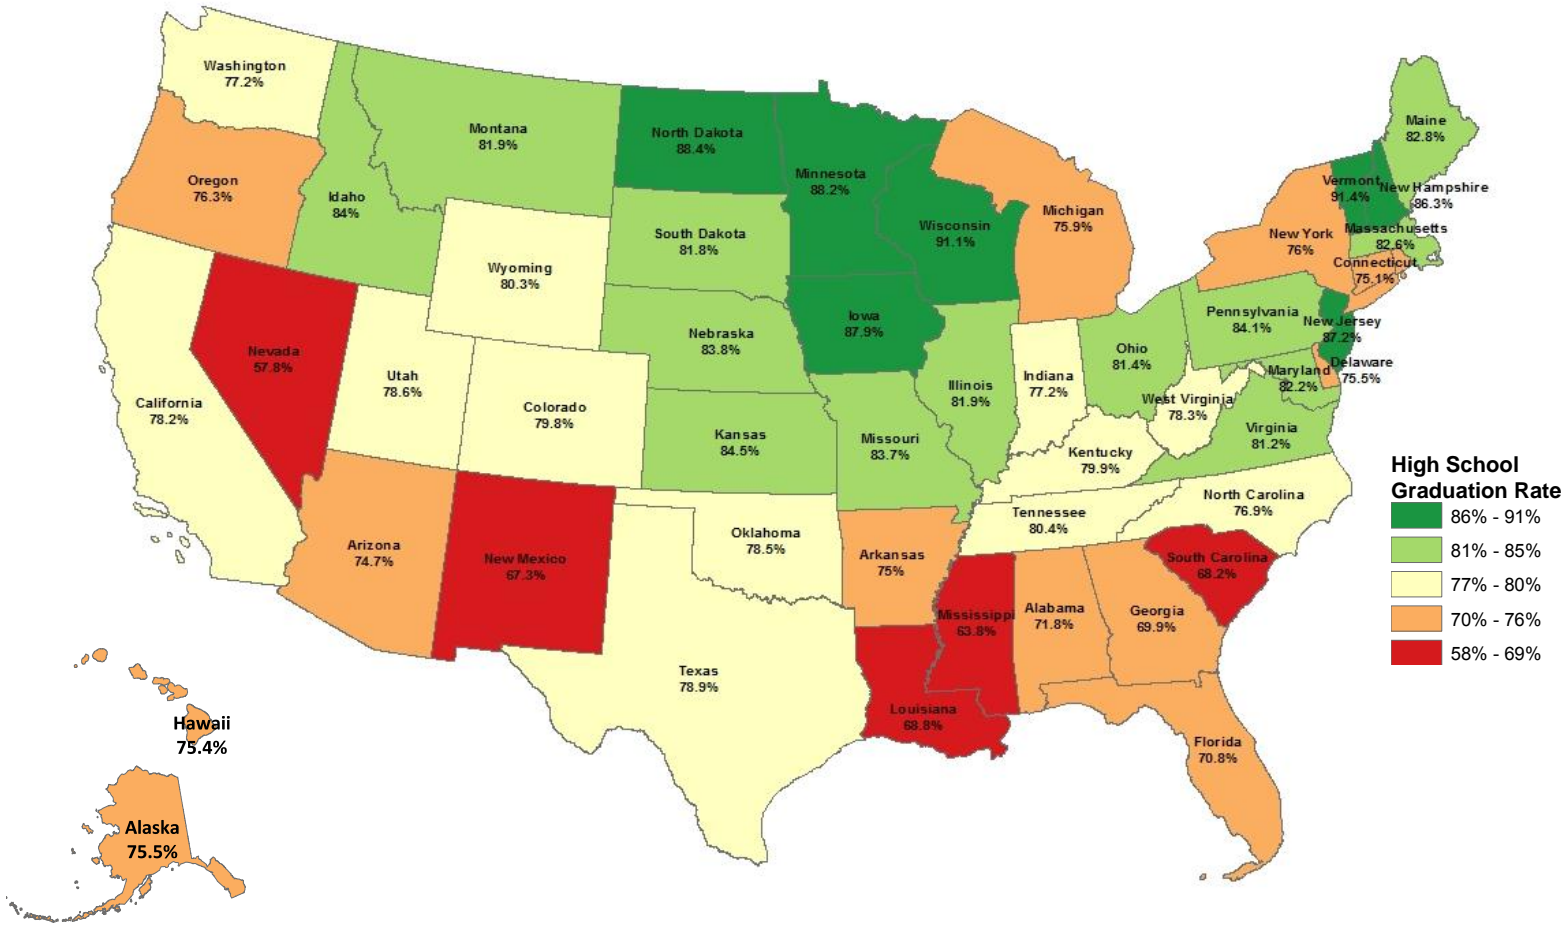 Washington
77.2%
Oregon
76.3%
Idaho
84%
Montana
81.9%
North Dakota
88.4%
Minnesota
88.2%
Wisconsin
91.1%
Michigan
75.9%
Maine
82.8%
Vermont
91.4%
New Hampshire
86.3%
New York
76%
Massachusetts
82.6%
Connecticut
75.1%
South Dakota
81.8%
Wyoming
80.3%
Nebraska
83.8%
Iowa
87.9%
Pennsylvania
84.1%
New Jersey
87.2%
Delaware
75.5%
Maryland
82.2%
Ohio
81.4%
Indiana
77.2%
Illinois
81.9%
West Virginia
78.3%
Virginia
81.2%
Nevada
57.8%
Utah
78.6%
California
78.2%
Colorado
79.8%
Kansas
84.5%
Missouri
83.7%
Kentucky
79.9%
Tennessee
80.4%
North Carolina
76.9%
Arizona
74.7%
New Mexico
67.3%
Oklahoma
78.5%
Arkansas
75%
South Carolina
68.2%
Mississippi
63.8%
Alabama
71.8%
Georgia
69.9%
Texas
78.9%
Louisiana
68.8%
Florida
70.8%
Hawaii
75.4%
Alaska
75.5%
High School
Graduation Rate
86% - 91%
81% - 85%
77% - 80%
70% - 76%
58% - 69%